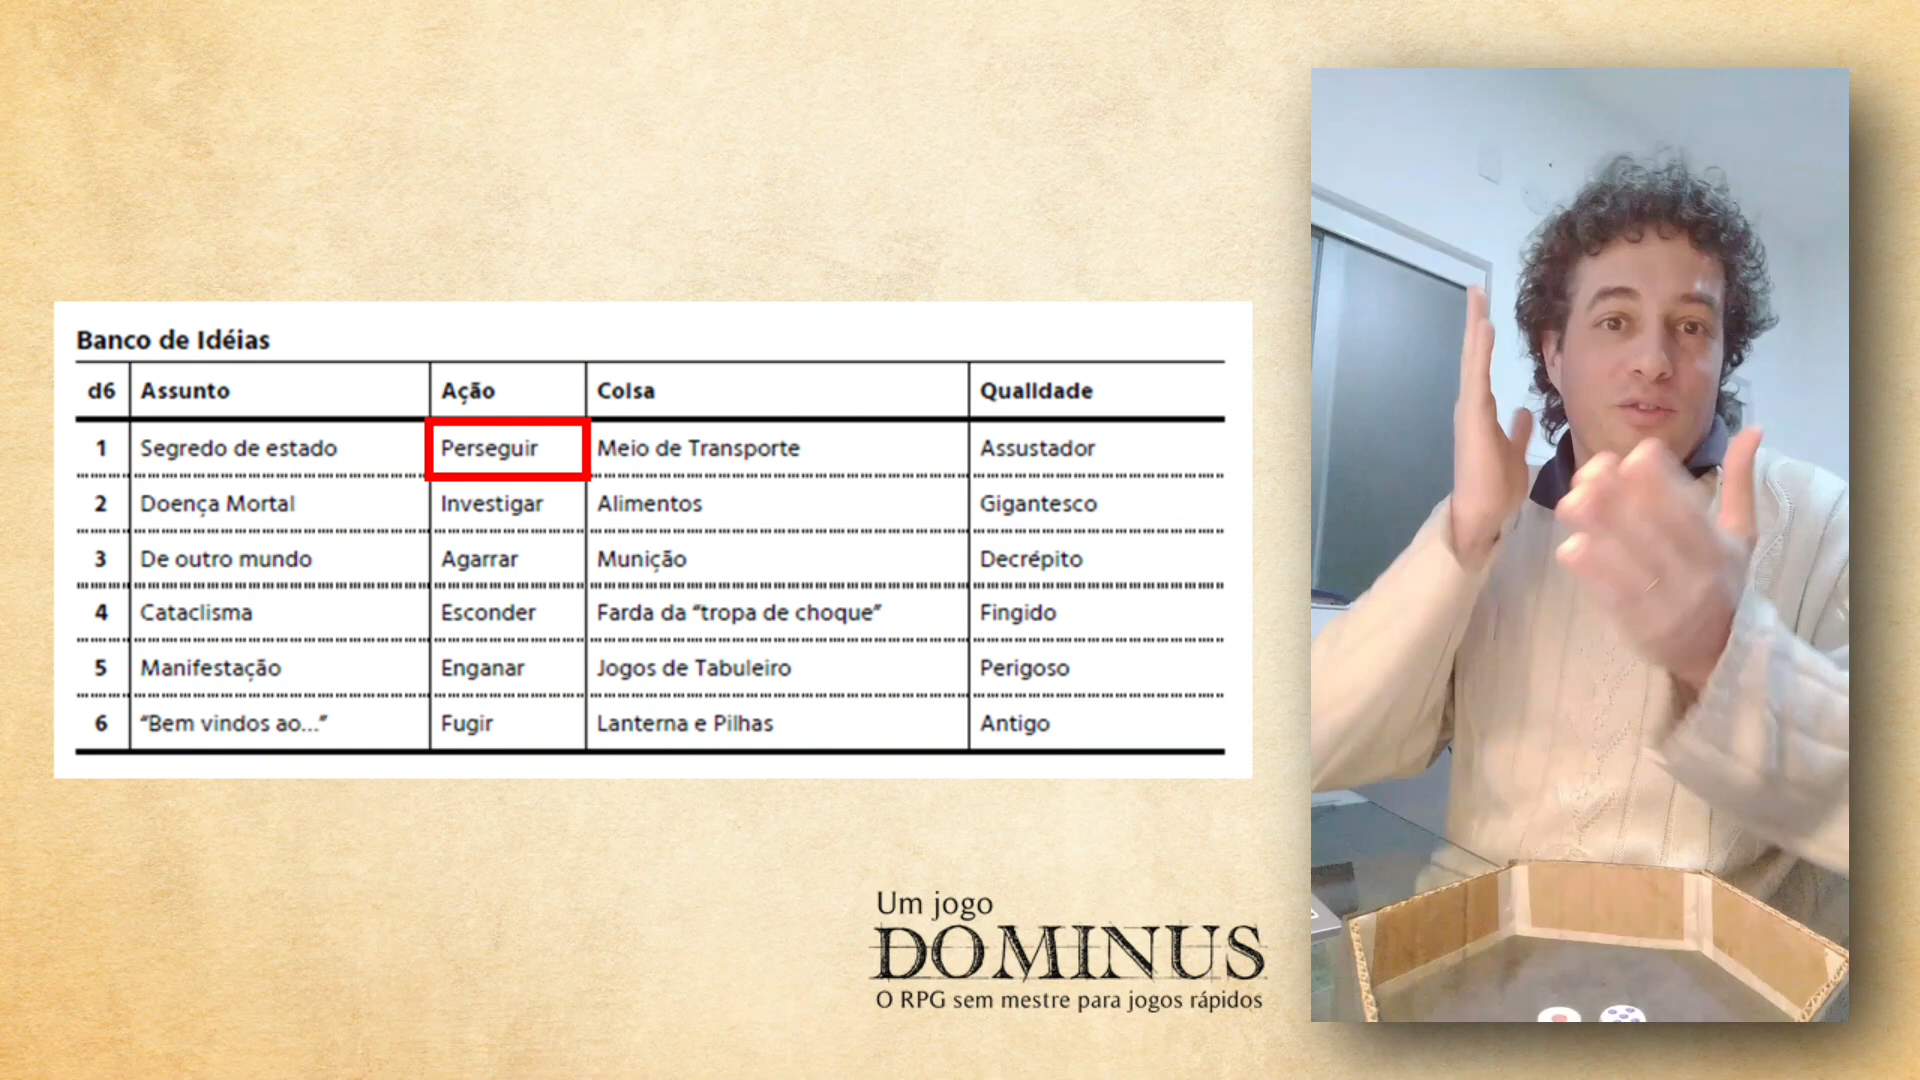 Banco de Idéias
d6 Assunto Ação Coisa Qualidade
1 Segredo de estado Perseguir Meio de Transporte Assustador
2 Doença Mortal Investigar Alimentos Gigantesco
3 De outro mundo Agarrar Munição Decrépito
4 Cataclisma Esconder Farda da “tropa de choque” Fingido
5 Manifestação Enganar Jogos de Tabuleiro Perigoso
6 “Bem vindos ao...” Fugir Lanterna e Pilhas Antigo
Um jogo
DOMINUS
O RPG sem mestre para jogos rápidos